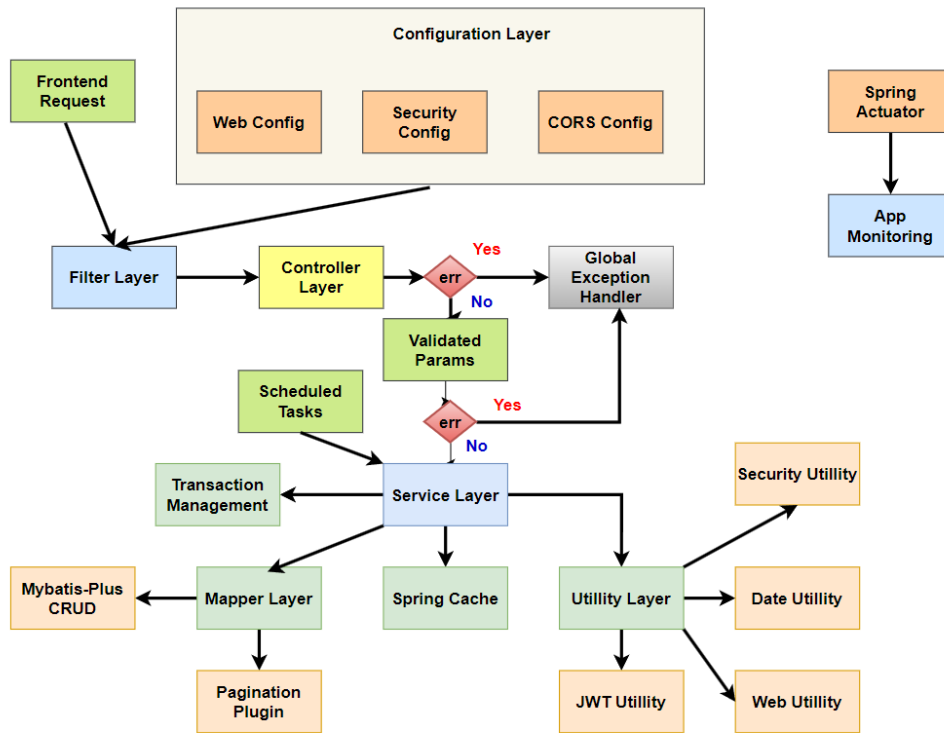 Configuration Layer
Frontend
Request
Web Config
Security
Config
CORS Config
Spring
Actuator
App
Monitoring
Filter Layer
Controller
Layer
err
Yes
No
Global
Exception
Handler
Validated
Params
Scheduled
Tasks
err
Yes
No
Transaction
Management
Service Layer
Security Utillity
Mybatis-Plus
CRUD
Mapper Layer
Spring Cache
Utillity Layer
Date Utillity
Pagination
Plugin
JWT Utillity
Web Utillity